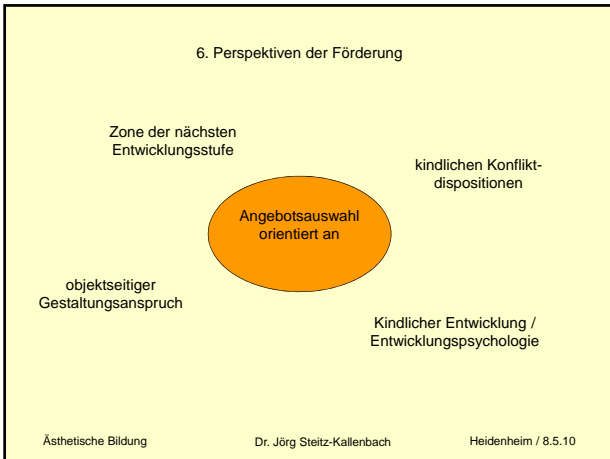 6. Perspektiven der Förderung
Zone der nächsten
Entwicklungsstufe
kindlichen Konflikt-
dispositionen
Angebotsauswahl
orientiert an
objektseitiger
Gestaltungsanspruch
Kindlicher Entwicklung /
Entwicklungspsychologie
Ästhetische Bildung
Dr. Jörg Steitz-Kallenbach
Heidenheim / 8.5.10